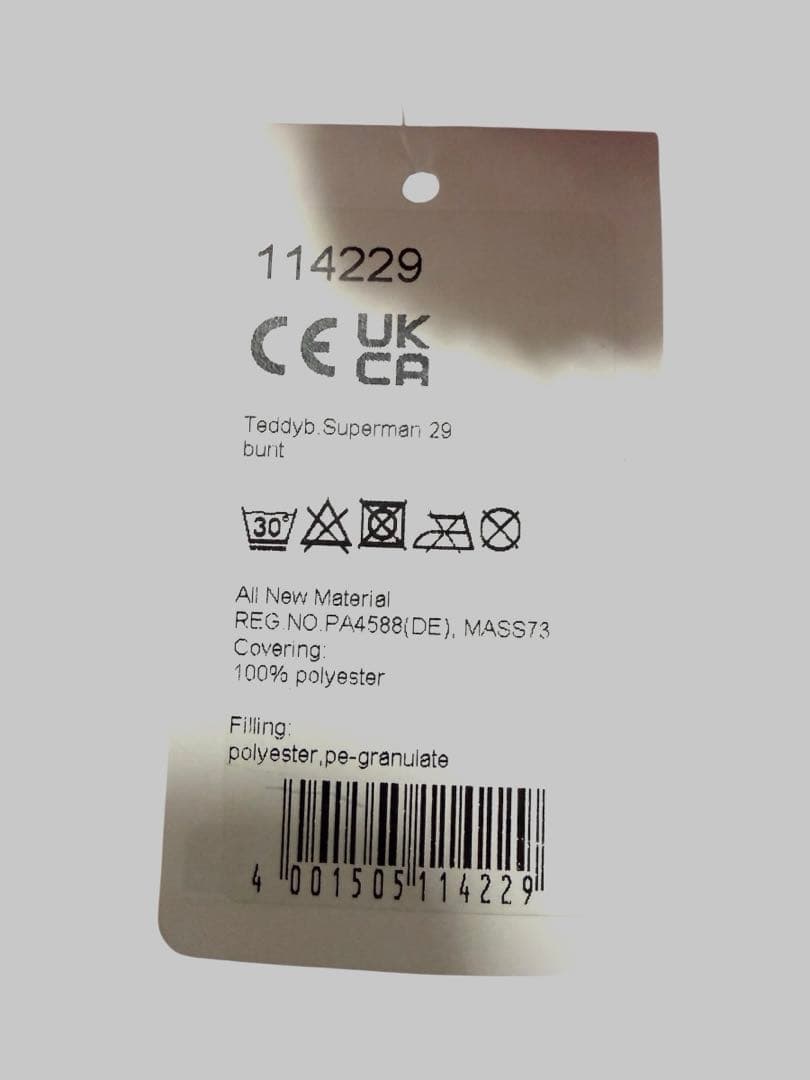 114229
CE UK
CA
Teddyb.Superman 29
bunt
30°
All New Material
REG.NO.PA4588(DE), MASS73
Covering:
100% polyester
Filling:
polyester,pe-granulate
4 001505 114229